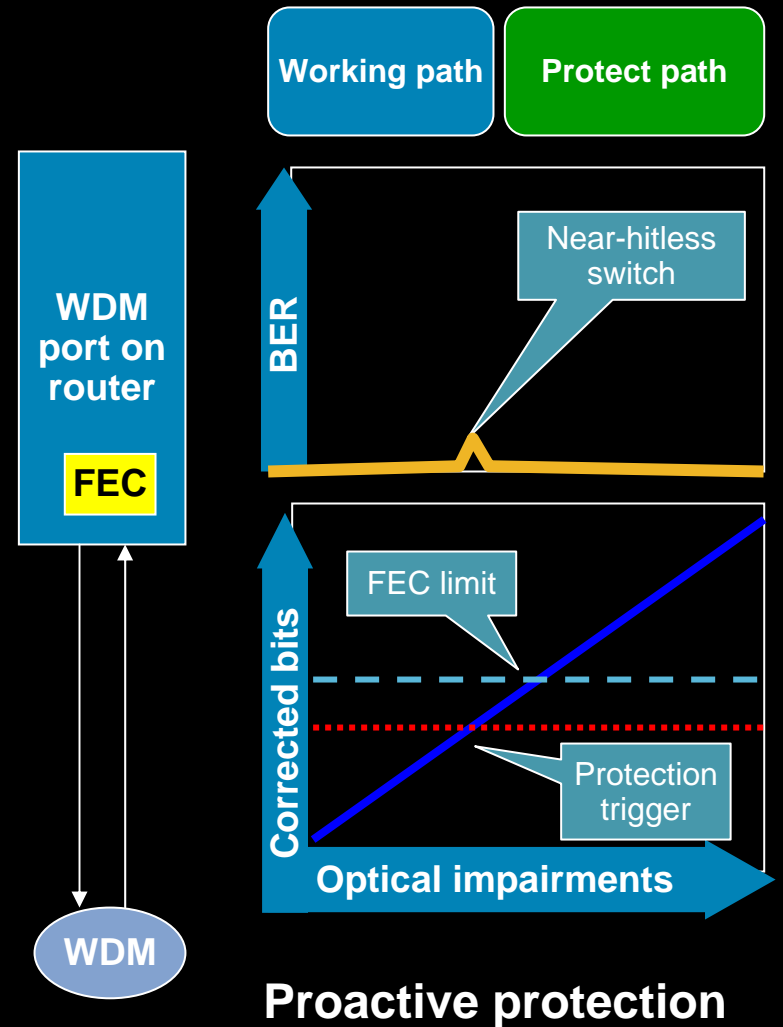 Working path
Protect path
WDM
port on
router
FEC
WDM
BER
Near-hitless
switch
Corrected bits
FEC limit
Protection
trigger
Optical impairments
Proactive protection